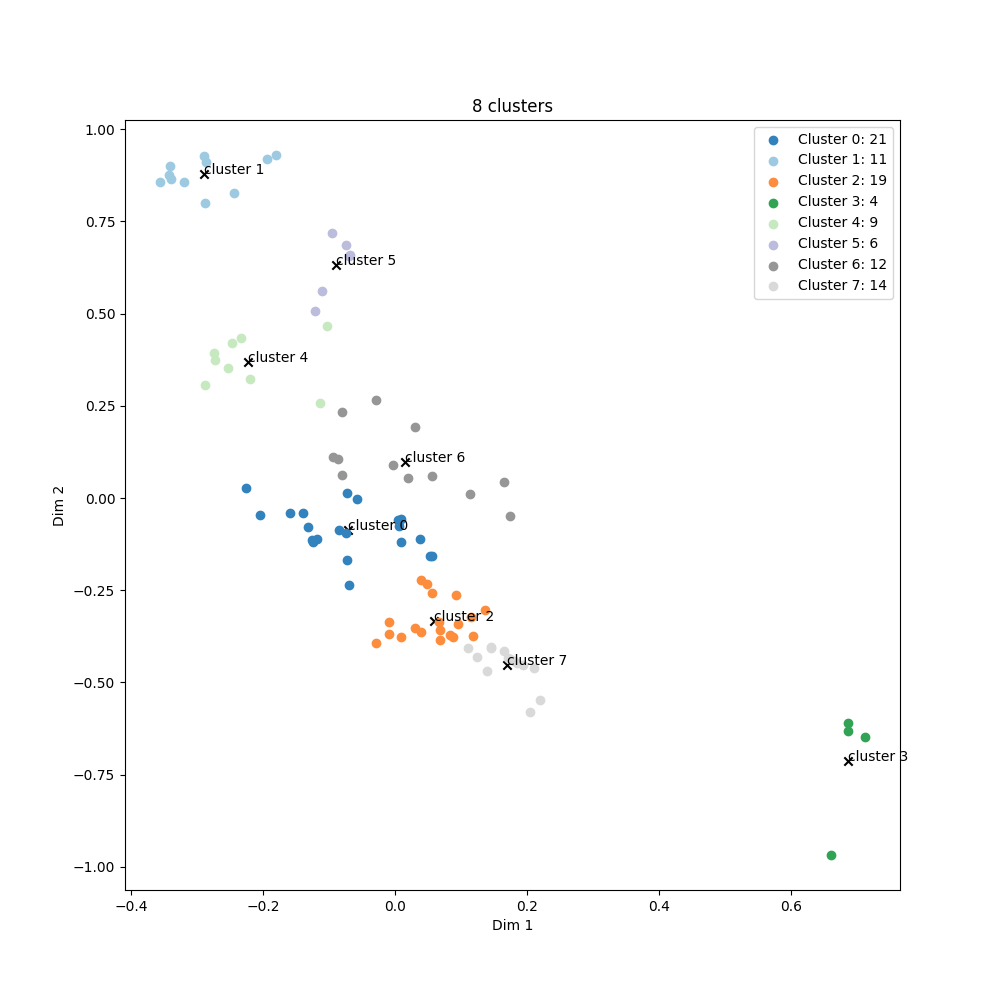 8 clusters
1.00
0.75
0.50
0.25
0.00
−0.25
−0.50
−0.75
−1.00
Dim 2
−0.4
−0.2
0.0
0.2
0.4
0.6
Dim 1
Cluster 0: 21
Cluster 1: 11
Cluster 2: 19
Cluster 3: 4
Cluster 4: 9
Cluster 5: 6
Cluster 6: 12
Cluster 7: 14
cluster 1
cluster 5
cluster 4
cluster 6
cluster 0
cluster 2
cluster 7
cluster 3